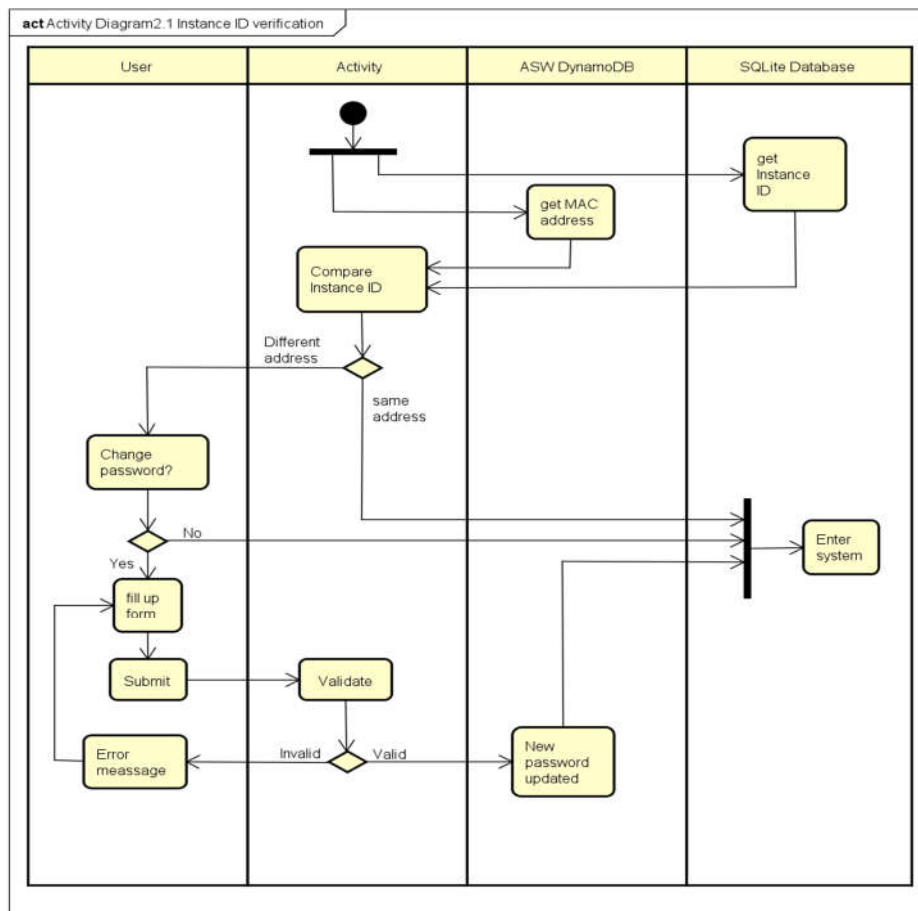 act Activity Diagram2.1 Instance ID verification
User
Activity
ASW DynamoDB
SQLite Database
get
Instance
ID
get MAC
address
Compare
Instance ID
Different
address
same
address
Change
password?
No
Enter
system
Yes
fill up
form
Submit
Validate
Error
meassage
Invalid
Valid
New
password
updated